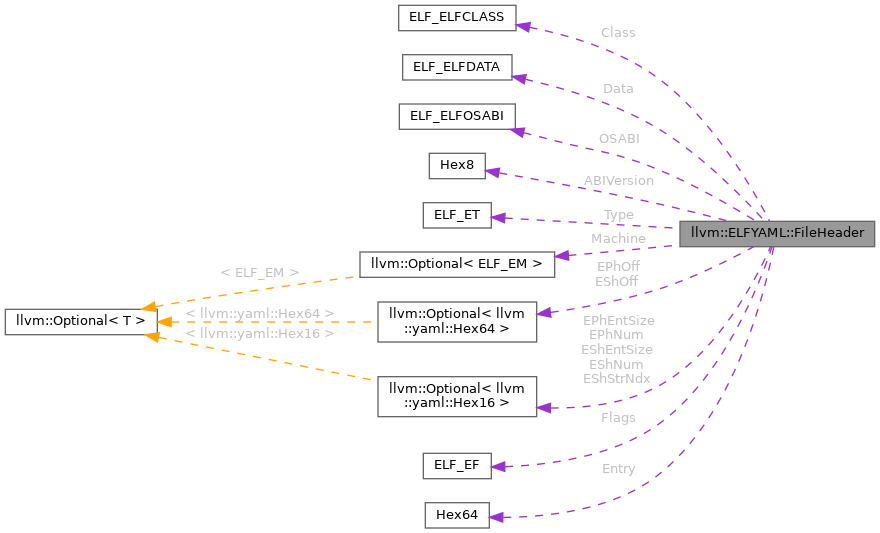 ELF_ELFCLASS
Class
ELF_ELFDATA
Data
ELF_ELFOSABI
OSABI
Hex8
ABIVersion
ELF_ET
Type
llvm::ELFYAML::FileHeader
Machine
llvm::Optional< ELF_EM >
< ELF_EM >
EPhOff
EShOff
llvm::Optional< T >
< llvm::yaml::Hex64 >
llvm::Optional< llvm
::yaml::Hex64 >
< llvm::yaml::Hex16 >
EPhEntSize
EPhNum
EShEntSize
EShNum
EShStrNdx
llvm::Optional< llvm
::yaml::Hex16 >
Flags
ELF_EF
Entry
Hex64